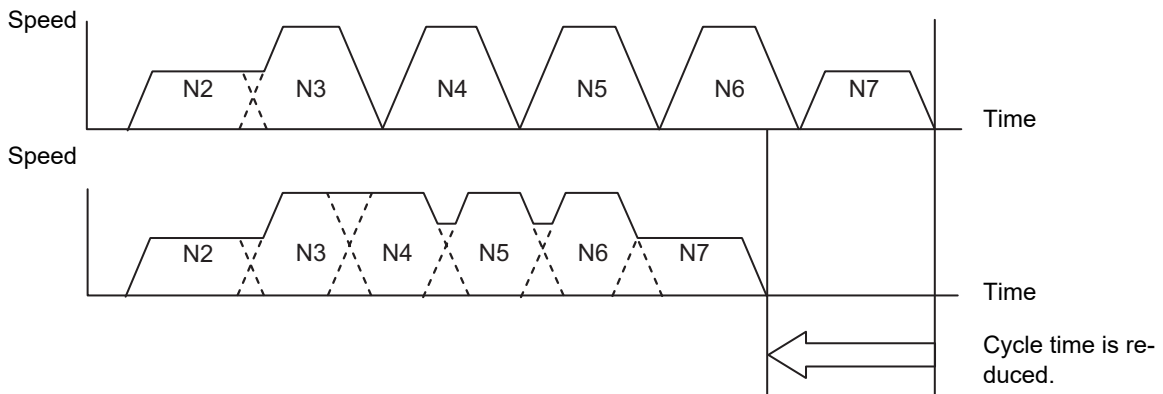 Speed
N2 N3 N4 N5 N6 N7
Time
Speed
N2 N3 N4 N5 N6 N7
Time
Cycle time is re-
duced.